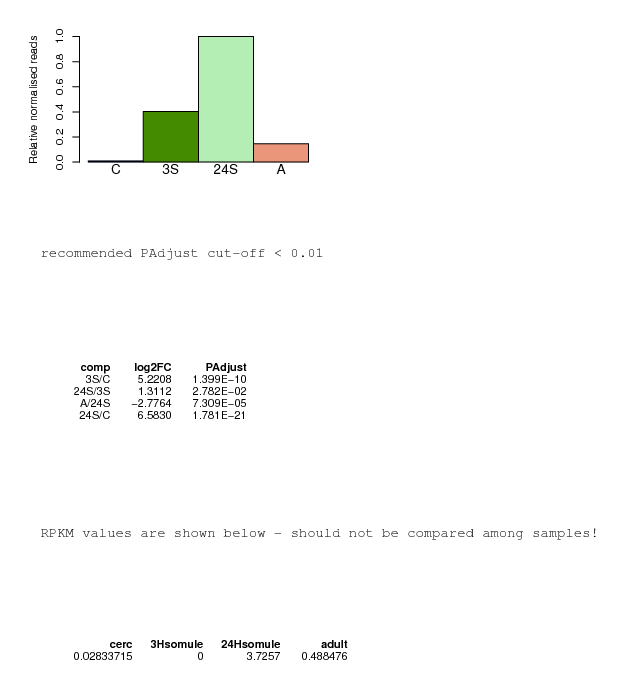 Relative normalised reads
1.0
0.8
0.6
0.4
0.2
0.0
C 3S 24S A
recommended PAdjust cut-off < 0.01
comp log2FC PAdjust
3S/C 5.2208 1.399E−10
24S/3S 1.3112 2.782E−02
A/24S −2.7764 7.309E−05
24S/C 6.5830 1.781E−21
RPKM values are shown below - should not be compared among samples!
cerc 3Hsomule 24Hsomule adult
0.02833715 0 3.7257 0.488476